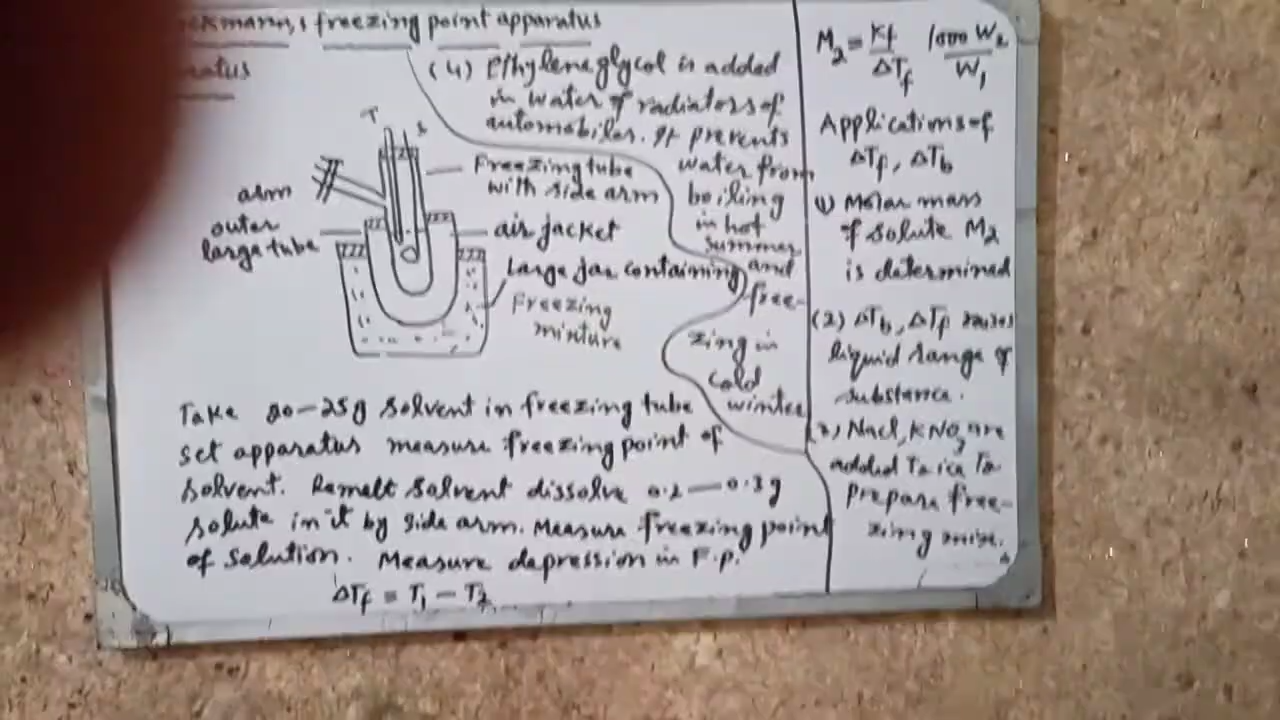 ckmann,s freezing point apparatus
ratus
T
s
arm
outer
large tube
Freezing tube
with side arm
air jacket
Large jar containing
Freezing
mixture
Take 20-25g solvent in freezing tube
set apparatus measure freezing point of
solvent. Remelt solvent dissolve 0.2—0.3g
solute in it by side arm. Measure freezing point
of solution. Measure depression in F.p.
ΔTf = T1 - T2
(4) Ethylene glycol is added
in water of radiators of
automobiles. It prevents
water from
boiling
in hot
summer
and
free-
zing in
cold
winter
M2 = Kf/ΔTf 1000 W2/W1
Applications of
ΔTf, ΔTb
(1) Molar mass
of solute M2
is determined
(2) ΔTb, ΔTf raises
liquid range of
substance.
(3) NaCl, KNO3 are
added to ice to
prepare free-
zing mix.